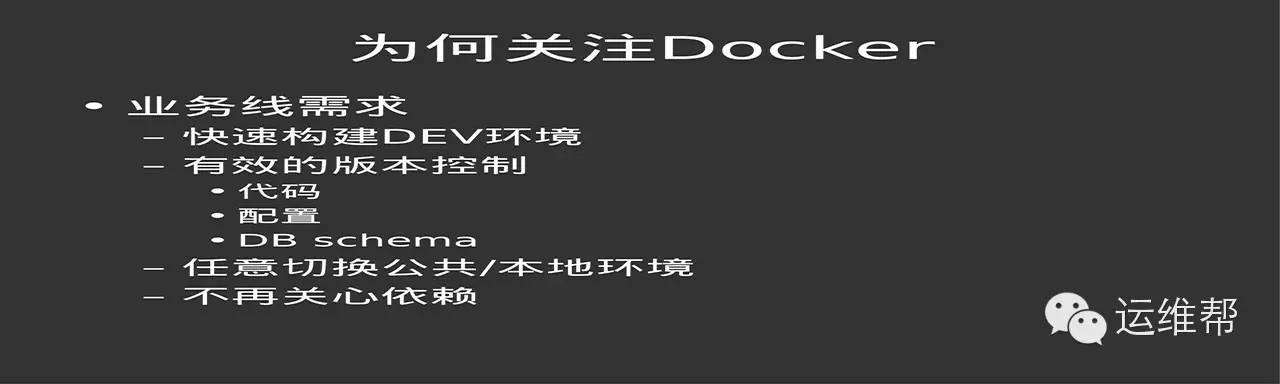 为何关注Docker
• 业务线需求
– 快速构建DEV环境
– 有效的版本控制
• 代码
• 配置
• DB schema
– 任意切换公共/本地环境
– 不再关心依赖
运维帮